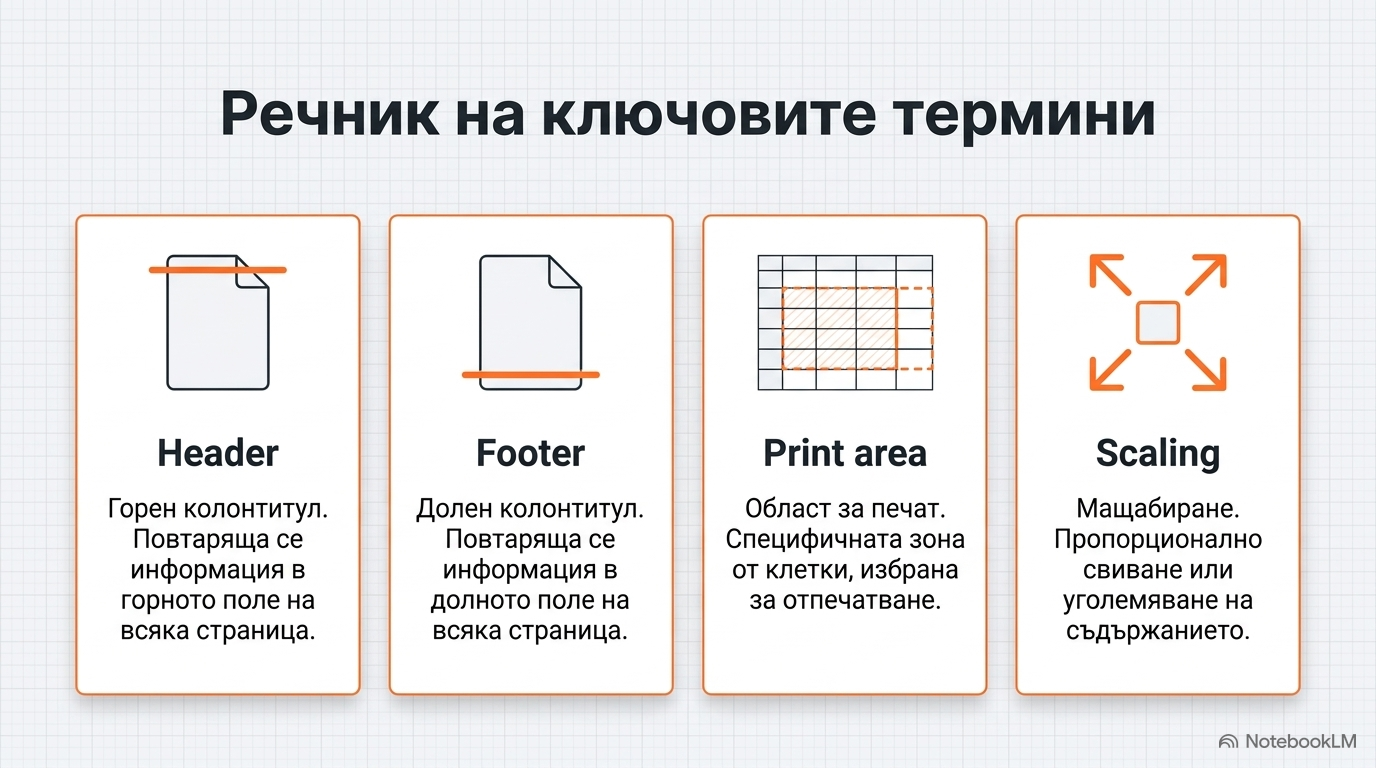 Речник на ключовите термини
Header
Горен колонтитул.
Повтаряща се
информация в
горното поле на
всяка страница.
Footer
Долен колонтитул.
Повтаряща се
информация в
долното поле на
всяка страница.
Print area
Област за печат.
Специфичната зона
от клетки, избрана
за отпечатване.
Scaling
Мащабиране.
Пропорционално
свиване или
уголемяване на
съдържанието.
NotebookLM